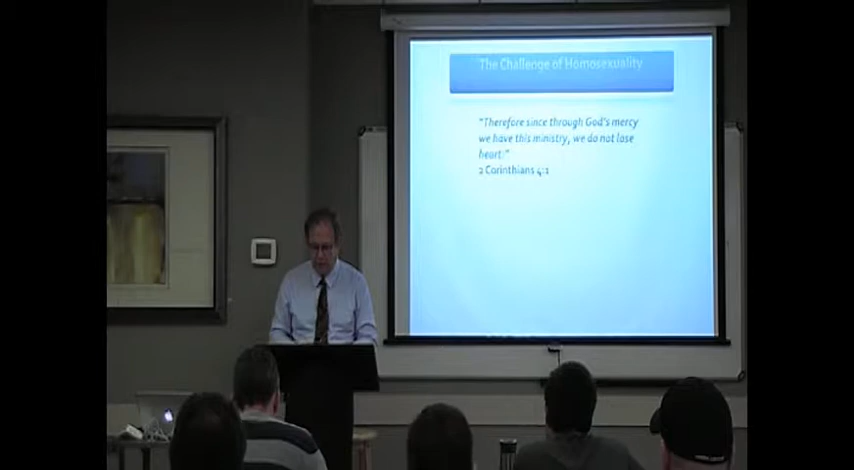 The Challenge of Homosexuality
"Therefore since through God's mercy
we have this ministry, we do not lose
heart."
2 Corinthians 4:1